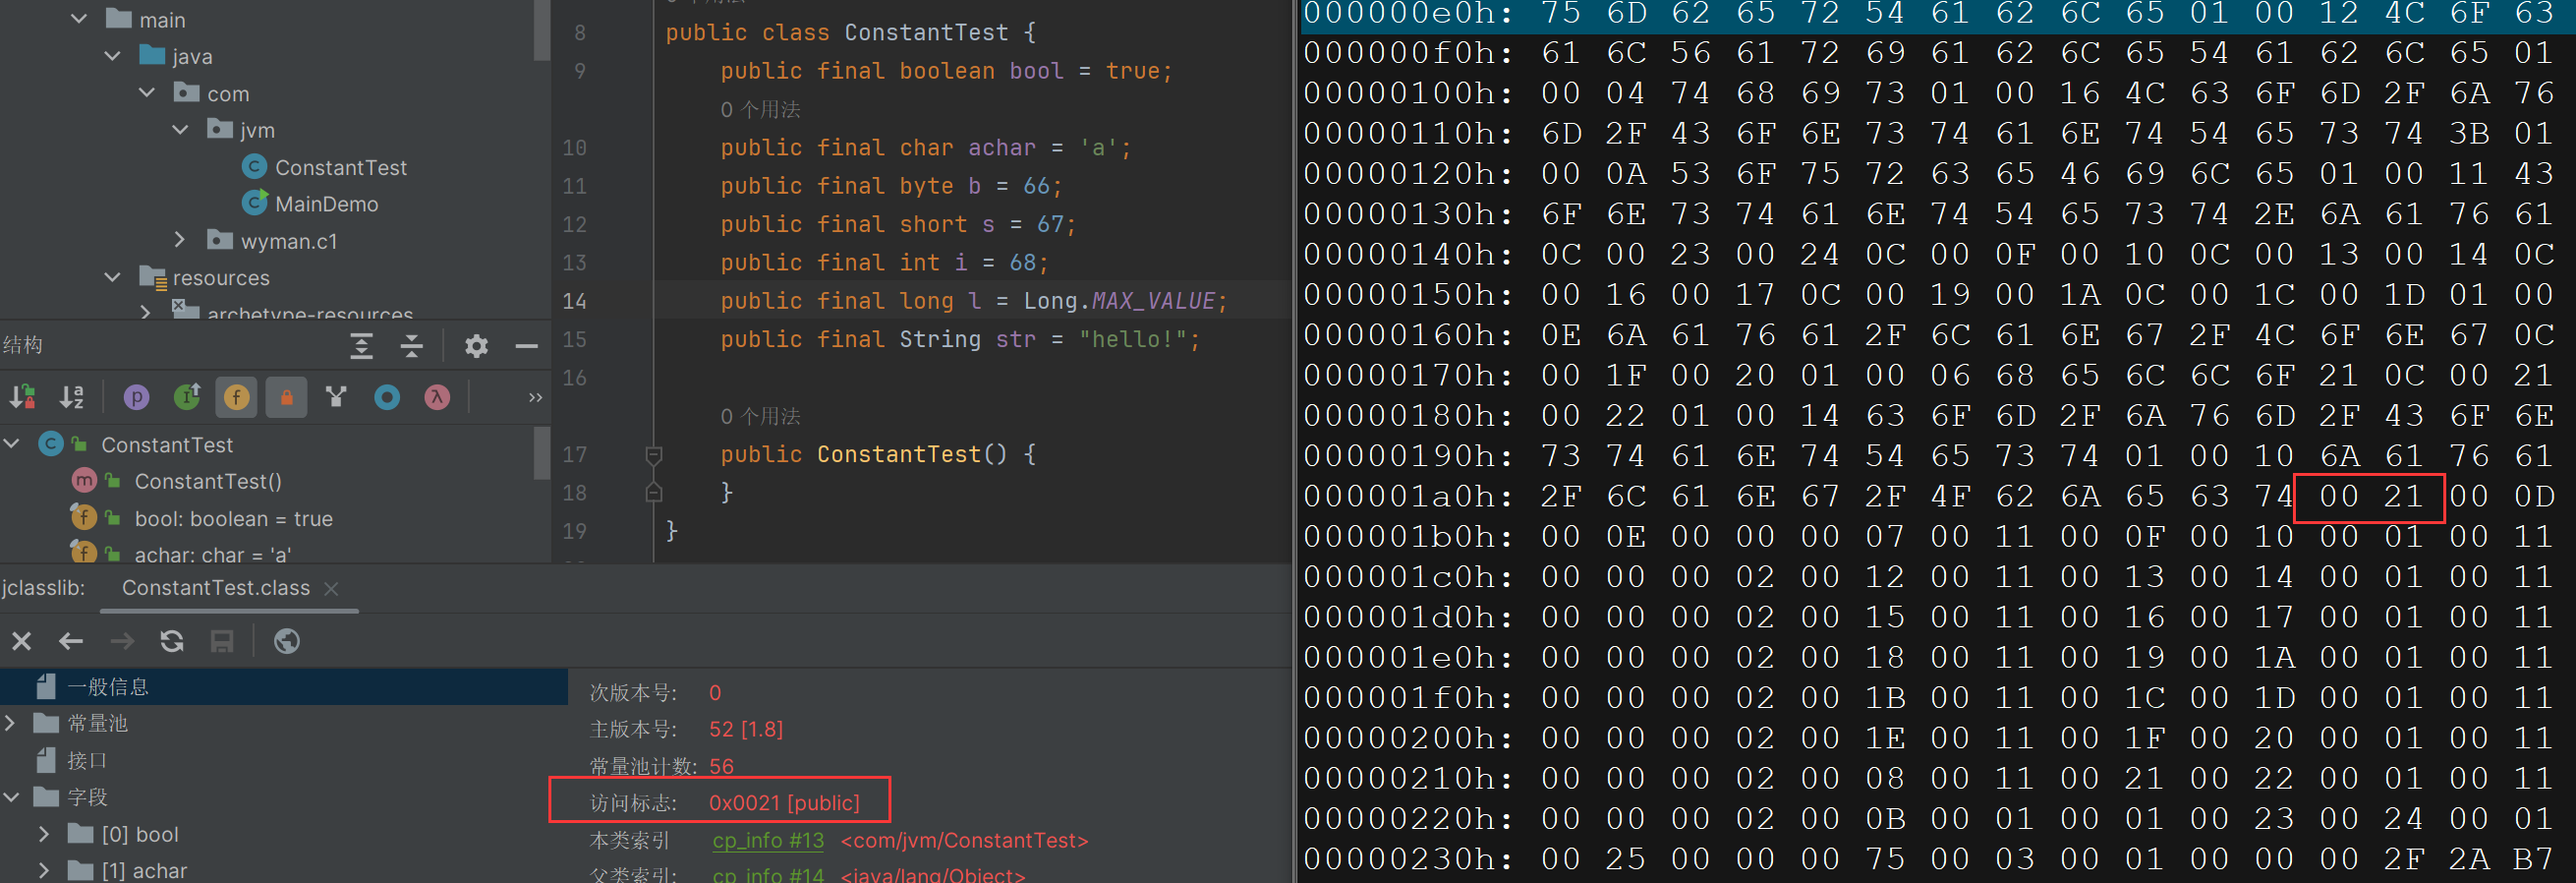 main
java
com
jvm
ConstantTest
MainDemo
wyman.c1
resources
archetype-resources
结构
ConstantTest
ConstantTest()
bool: boolean = true
achar: char = 'a'
8 public class ConstantTest {
9 public final boolean bool = true;
0 个用法
10 public final char achar = 'a';
11 public final byte b = 66;
12 public final short s = 67;
13 public final int i = 68;
14 public final long l = Long.MAX_VALUE;
15 public final String str = "hello!";
16
0 个用法
17 public ConstantTest() {
18 }
19 }
jclasslib: ConstantTest.class
一般信息
常量池
接口
字段
[0] bool
[1] achar
次版本号: 0
主版本号: 52 [1.8]
常量池计数: 56
访问标志: 0x0021 [public]
本类索引 cp_info #13 <com/jvm/ConstantTest>
父类索引: cp_info #14 <java/lang/Object>
000000e0h: 75 6D 62 65 72 54 61 62 6C 65 01 00 12 4C 6F 63
000000f0h: 61 6C 56 61 72 69 61 62 6C 65 54 61 62 6C 65 01
00000100h: 00 04 74 68 69 73 01 00 16 4C 63 6F 6D 2F 6A 76
00000110h: 6D 2F 43 6F 6E 73 74 61 6E 74 54 65 73 74 3B 01
00000120h: 00 0A 53 6F 75 72 63 65 46 69 6C 65 01 00 11 43
00000130h: 6F 6E 73 74 61 6E 74 54 65 73 74 2E 6A 61 76 61
00000140h: 0C 00 23 00 24 0C 00 0F 00 10 0C 00 13 00 14 0C
00000150h: 00 16 00 17 0C 00 19 00 1A 0C 00 1C 00 1D 01 00
00000160h: 0E 6A 61 76 61 2F 6C 61 6E 67 2F 4C 6F 6E 67 0C
00000170h: 00 1F 00 20 01 00 06 68 65 6C 6C 6F 21 0C 00 21
00000180h: 00 22 01 00 14 63 6F 6D 2F 6A 76 6D 2F 43 6F 6E
00000190h: 73 74 61 6E 74 54 65 73 74 01 00 10 6A 61 76 61
000001a0h: 2F 6C 61 6E 67 2F 4F 62 6A 65 63 74 00 21 00 0D
000001b0h: 00 0E 00 00 00 07 00 11 00 0F 00 10 00 01 00 11
000001c0h: 00 00 00 02 00 12 00 11 00 13 00 14 00 01 00 11
000001d0h: 00 00 00 02 00 15 00 11 00 16 00 17 00 01 00 11
000001e0h: 00 00 00 02 00 18 00 11 00 19 00 1A 00 01 00 11
000001f0h: 00 00 00 02 00 1B 00 11 00 1C 00 1D 00 01 00 11
00000200h: 00 00 00 02 00 1E 00 11 00 1F 00 20 00 01 00 11
00000210h: 00 00 00 02 00 08 00 11 00 21 00 22 00 01 00 11
00000220h: 00 00 00 02 00 0B 00 01 00 01 00 23 00 24 00 01
00000230h: 00 25 00 00 00 75 00 03 00 01 00 00 00 2F 2A B7